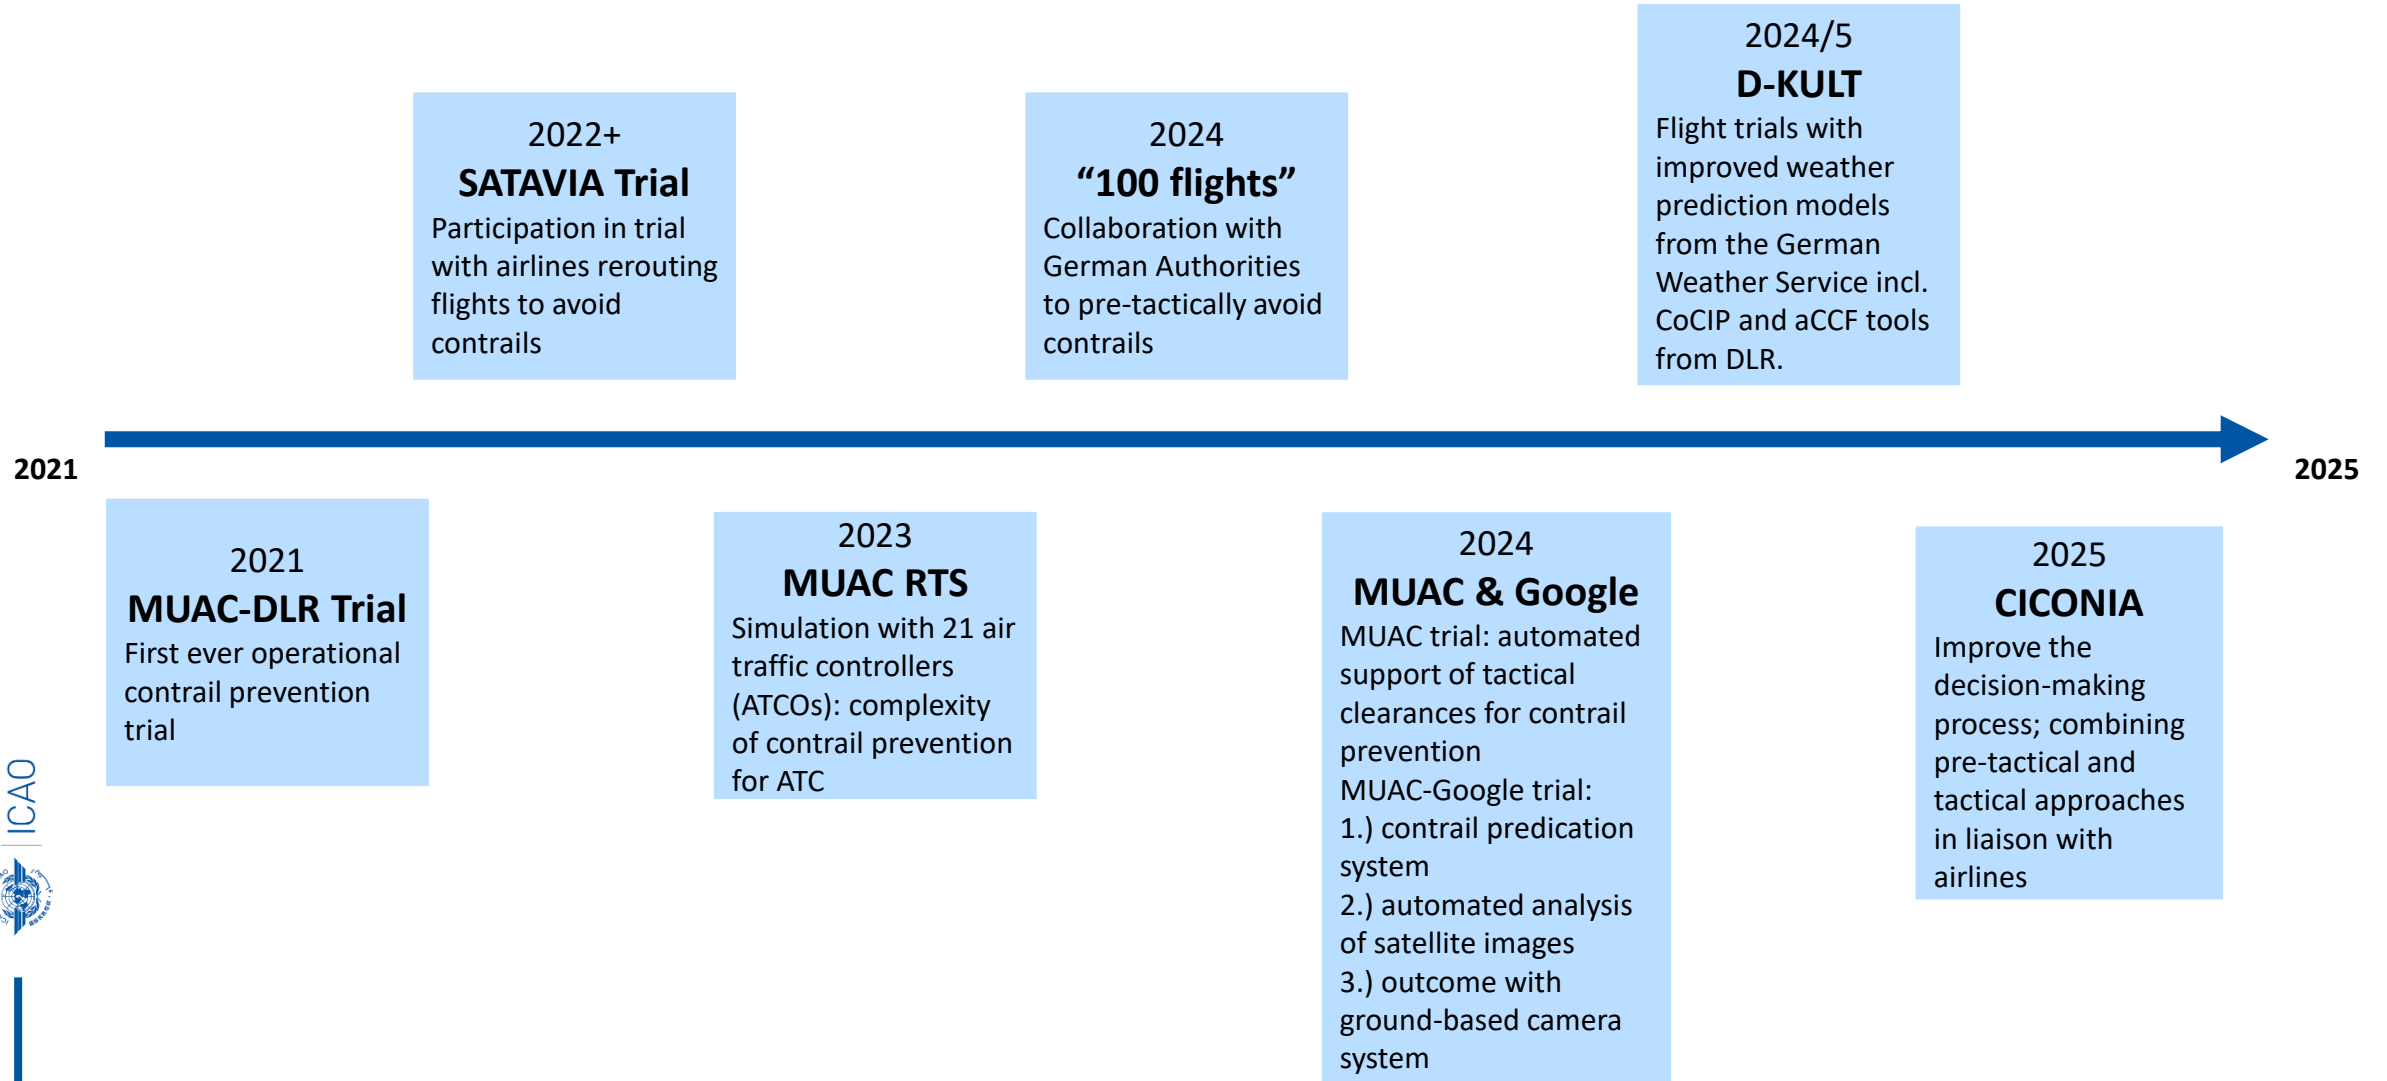 2021
2025
2021
MUAC-DLR Trial
First ever operational
contrail prevention
trial
2022+
SATAVIA Trial
Participation in trial
with airlines rerouting
flights to avoid
contrails
2023
MUAC RTS
Simulation with 21 air
traffic controllers
(ATCOs): complexity
of contrail prevention
for ATC
2024
“100 flights”
Collaboration with
German Authorities
to pre-tactically avoid
contrails
2024
MUAC & Google
MUAC trial: automated
support of tactical
clearances for contrail
prevention
MUAC-Google trial:
1.) contrail predication
system
2.) automated analysis
of satellite images
3.) outcome with
ground-based camera
system
2024/5
D-KULT
Flight trials with
improved weather
prediction models
from the German
Weather Service incl.
CoCIP and aCCF tools
from DLR.
2025
CICONIA
Improve the
decision-making
process; combining
pre-tactical and
tactical approaches
in liaison with
airlines
ICAO